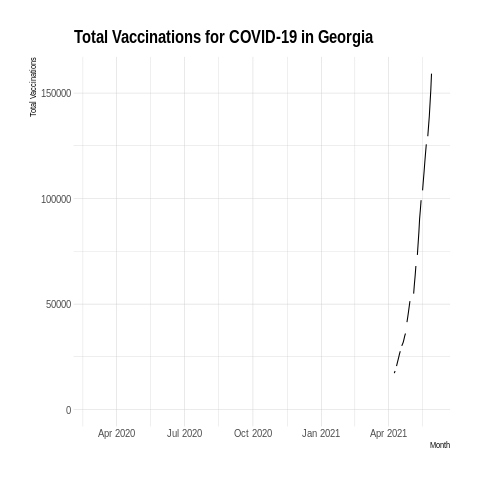 Total Vaccinations for COVID-19 in Georgia
Total Vaccinations
150000
100000
50000
0
Apr 2020 Jul 2020 Oct 2020 Jan 2021 Apr 2021
Month